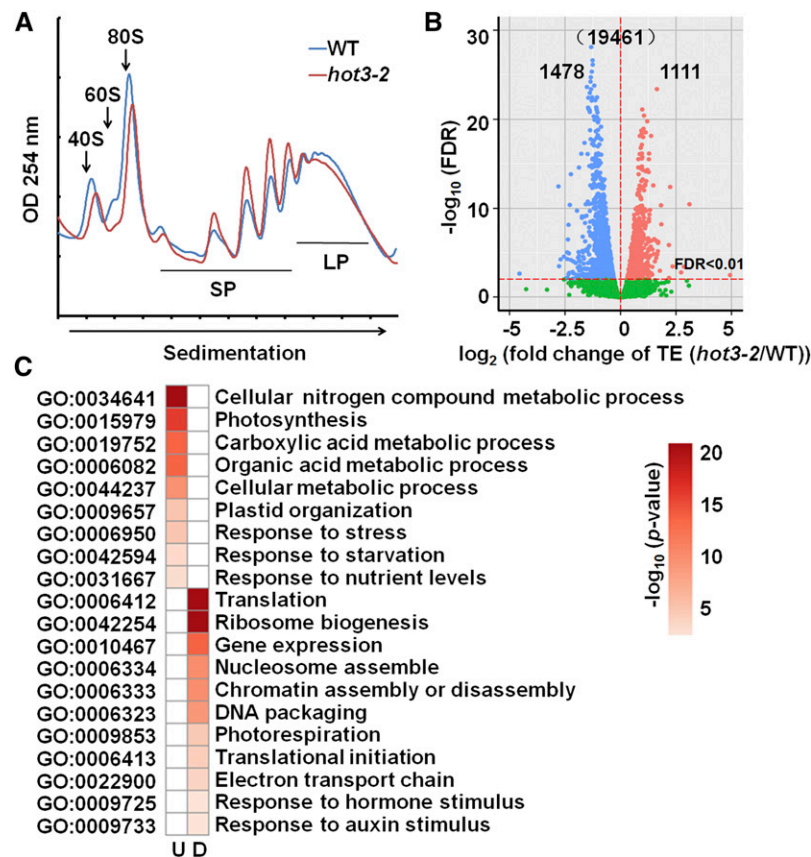 A
WT
hot3-2
80S
60S
40S
OD 254 nm
SP
LP
Sedimentation
B
（19461）
1478
1111
30
20
10
0
-log10 (FDR)
FDR<0.01
-5 -2.5 0 2.5 5
log2 (fold change of TE (hot3-2/WT))
C
GO:0034641 Cellular nitrogen compound metabolic process
GO:0015979 Photosynthesis
GO:0019752 Carboxylic acid metabolic process
GO:0006082 Organic acid metabolic process
GO:0044237 Cellular metabolic process
GO:0009657 Plastid organization
GO:0006950 Response to stress
GO:0042594 Response to starvation
GO:0031667 Response to nutrient levels
GO:0006412 Translation
GO:0042254 Ribosome biogenesis
GO:0010467 Gene expression
GO:0006334 Nucleosome assemble
GO:0006333 Chromatin assembly or disassembly
GO:0006323 DNA packaging
GO:0009853 Photorespiration
GO:0006413 Translational initiation
GO:0022900 Electron transport chain
GO:0009725 Response to hormone stimulus
GO:0009733 Response to auxin stimulus
U D
20
15
10
5
-log10 (p-value)